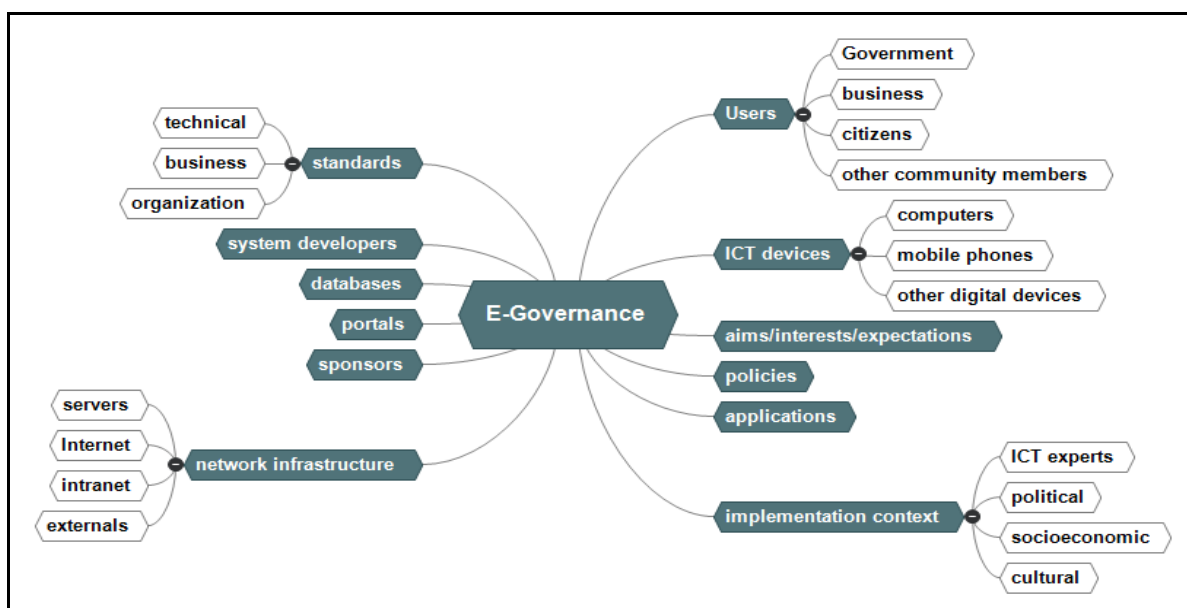 E-Governance
Users
Government
business
citizens
other community members
ICT devices
computers
mobile phones
other digital devices
aims/interests/expectations
policies
applications
implementation context
ICT experts
political
socioeconomic
cultural
standards
technical
business
organization
system developers
databases
portals
sponsors
network infrastructure
servers
Internet
intranet
externals